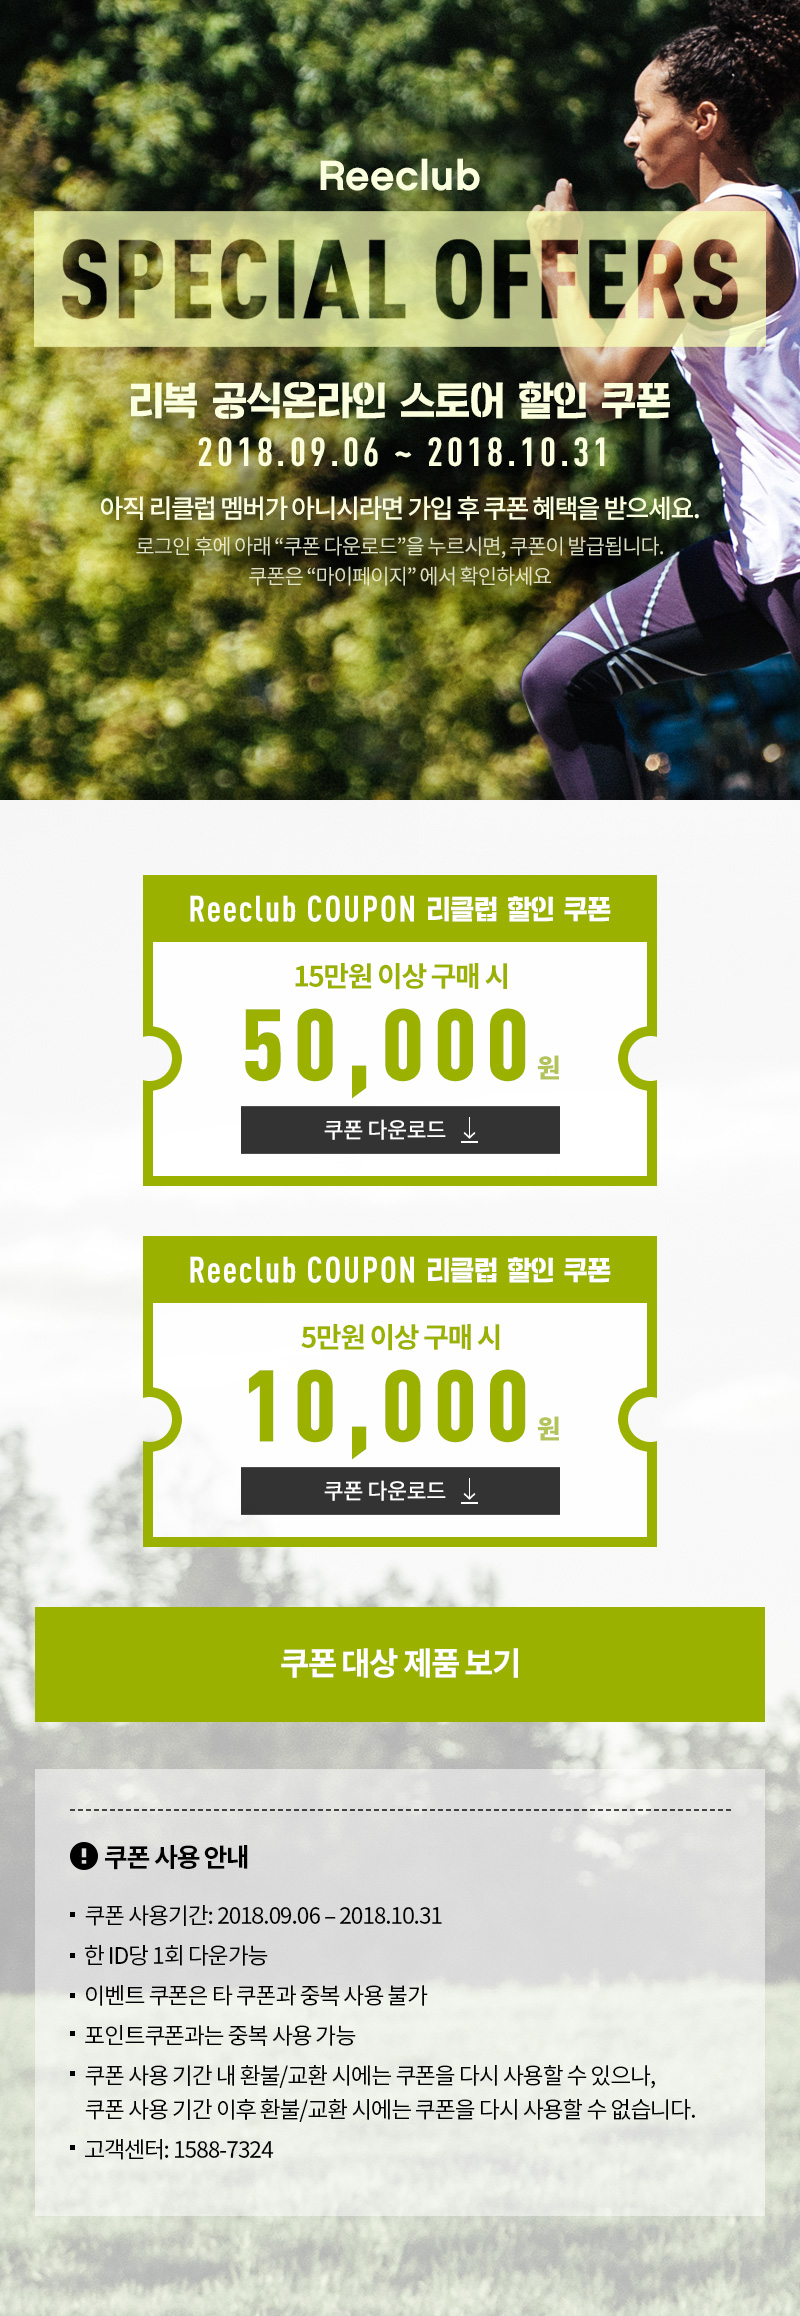 Reeclub
SPECIAL OFFERS
리복 공식온라인 스토어 할인 쿠폰
2018.09.06 ~ 2018.10.31
아직 리클럽 멤버가 아니시라면 가입 후 쿠폰 혜택을 받으세요.
로그인 후에 아래 “쿠폰 다운로드”을 누르시면, 쿠폰이 발급됩니다.
쿠폰은 “마이페이지” 에서 확인하세요
Reeclub COUPON 리클럽 할인 쿠폰
15만원 이상 구매 시
50,000원
쿠폰 다운로드
Reeclub COUPON 리클럽 할인 쿠폰
5만원 이상 구매 시
10,000원
쿠폰 다운로드
쿠폰 대상 제품 보기
쿠폰 사용 안내
쿠폰 사용기간: 2018.09.06 – 2018.10.31
한 ID당 1회 다운가능
이벤트 쿠폰은 타 쿠폰과 중복 사용 불가
포인트쿠폰과는 중복 사용 가능
쿠폰 사용 기간 내 환불/교환 시에는 쿠폰을 다시 사용할 수 있으나,
쿠폰 사용 기간 이후 환불/교환 시에는 쿠폰을 다시 사용할 수 없습니다.
고객센터: 1588-7324